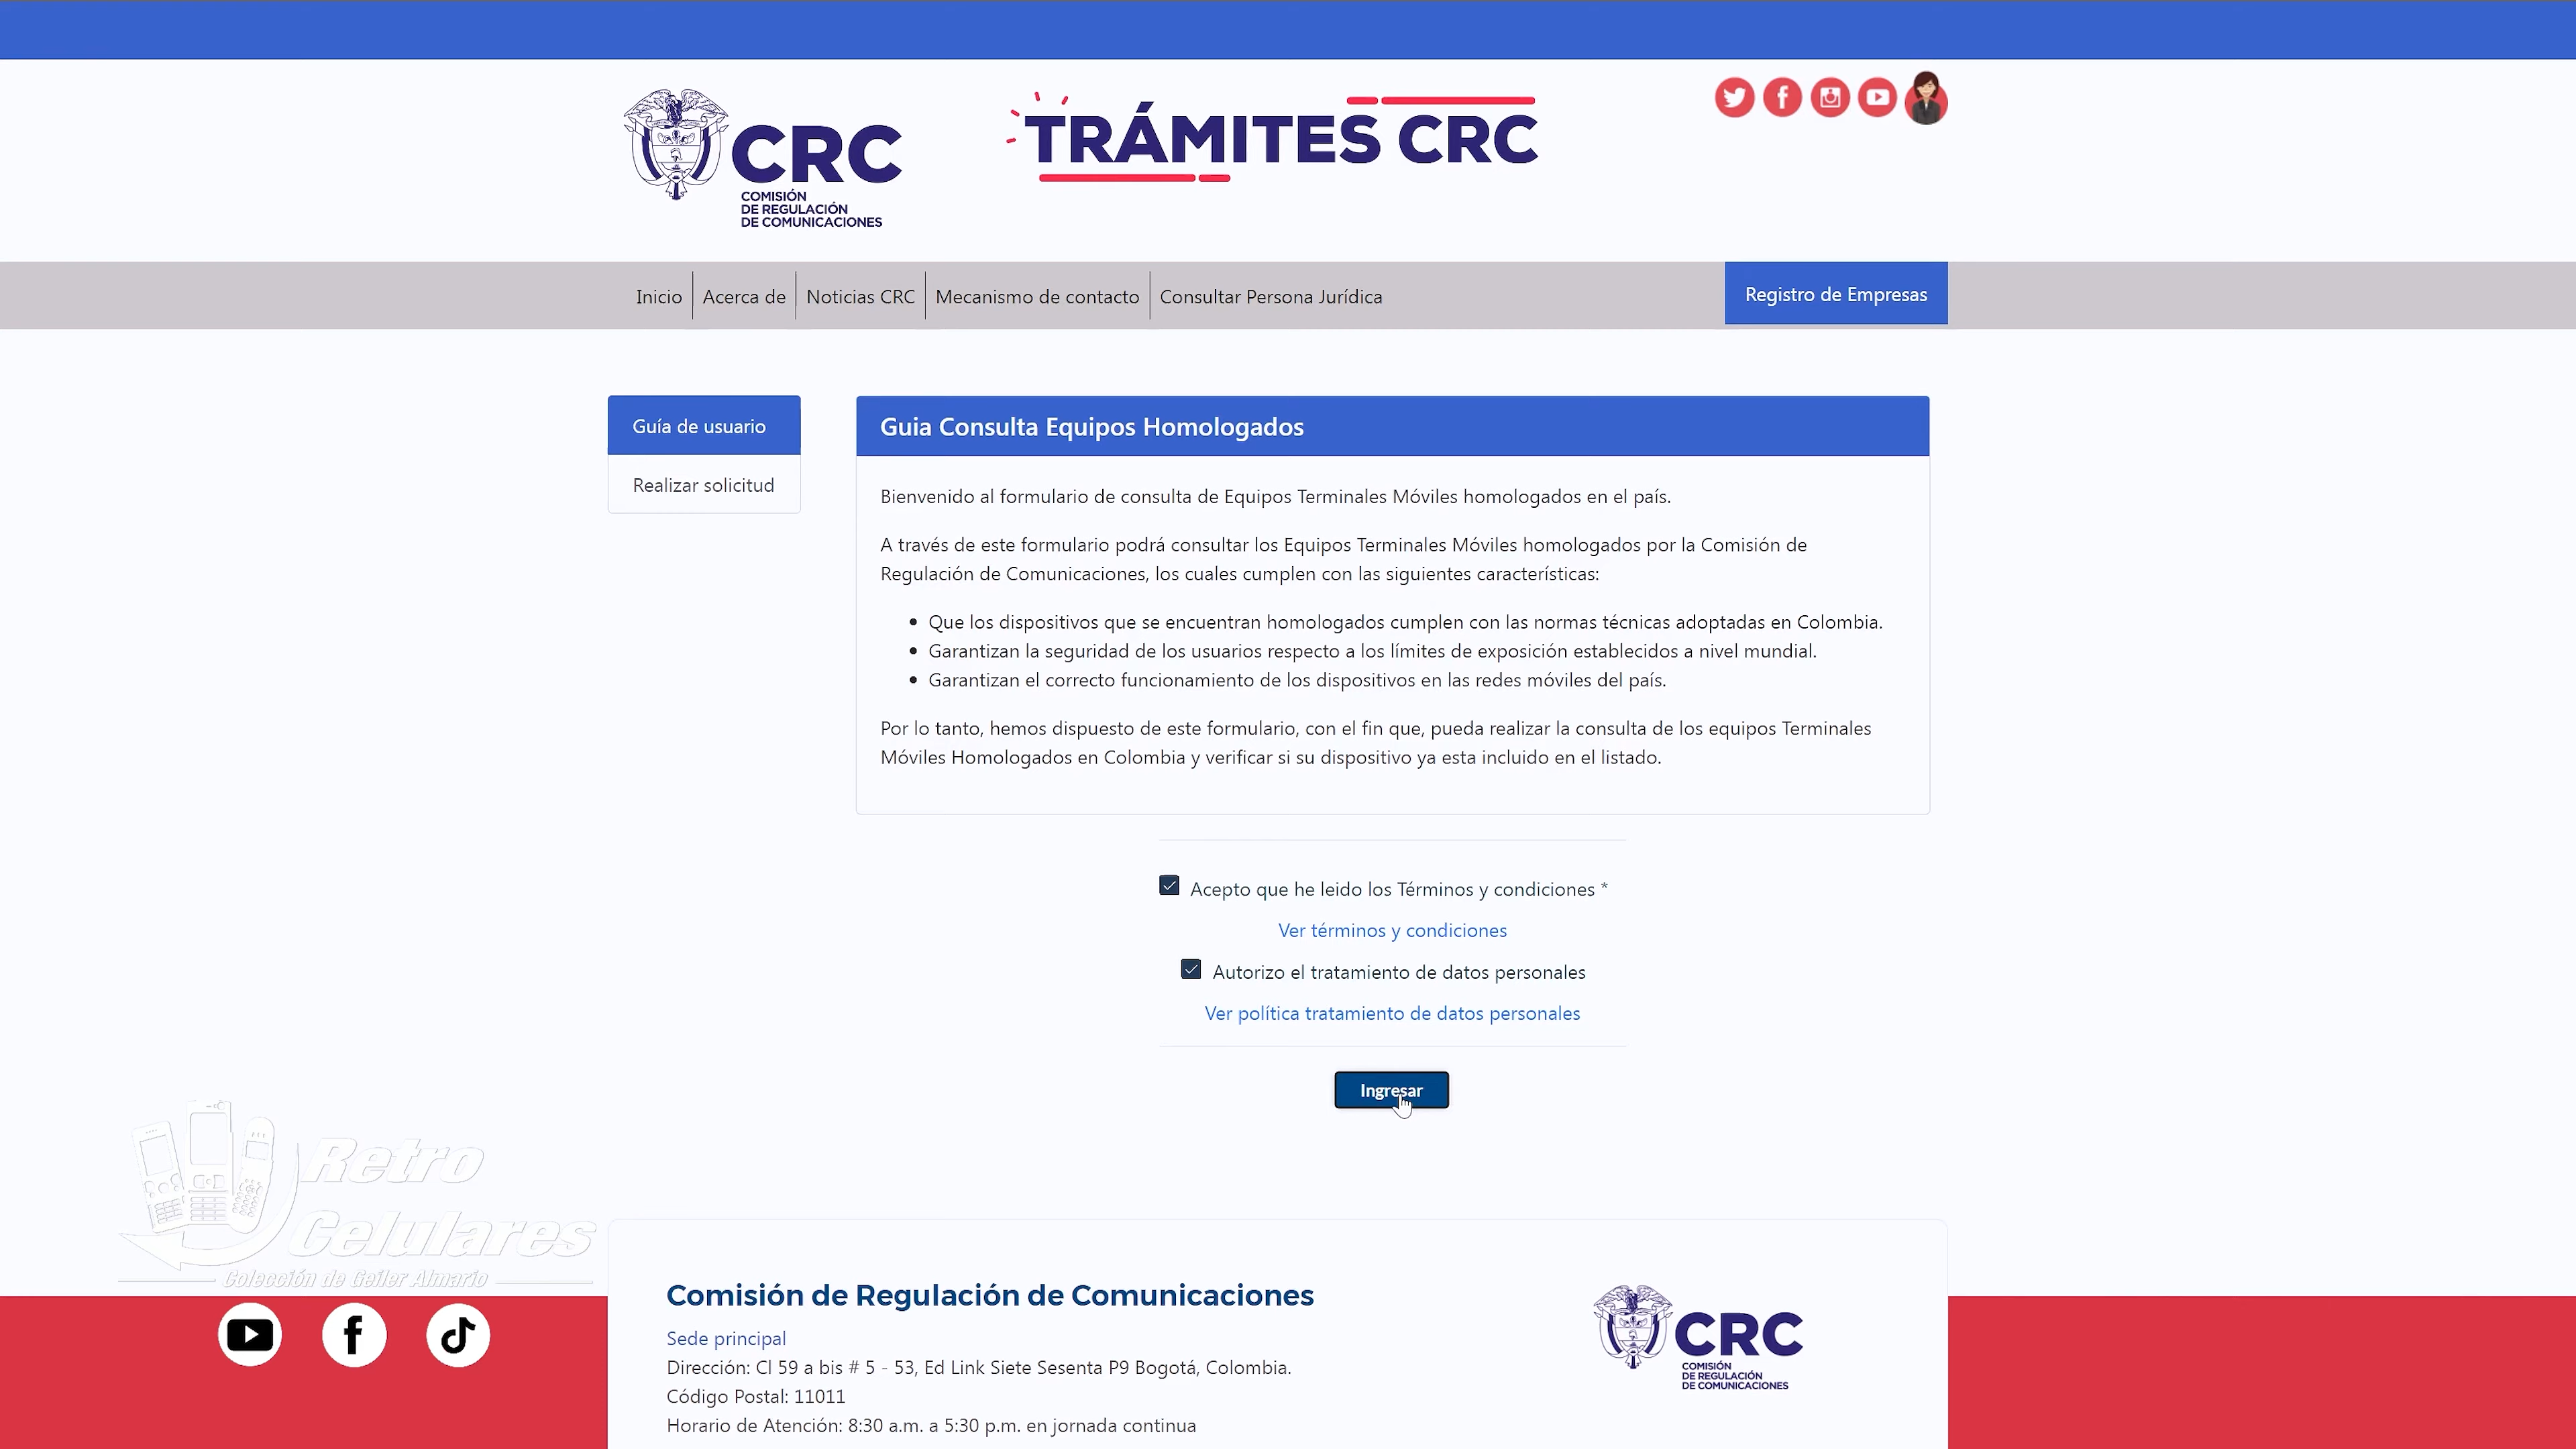 CRC
COMISIÓN
DE REGULACIÓN
DE COMUNICACIONES
TRÁMITES CRC
Inicio
Acerca de
Noticias CRC
Mecanismo de contacto
Consultar Persona Jurídica
Registro de Empresas
Guía de usuario
Realizar solicitud
Guia Consulta Equipos Homologados
Bienvenido al formulario de consulta de Equipos Terminales Móviles homologados en el país.
A través de este formulario podrá consultar los Equipos Terminales Móviles homologados por la Comisión de
Regulación de Comunicaciones, los cuales cumplen con las siguientes características:
Que los dispositivos que se encuentran homologados cumplen con las normas técnicas adoptadas en Colombia.
Garantizan la seguridad de los usuarios respecto a los límites de exposición establecidos a nivel mundial.
Garantizan el correcto funcionamiento de los dispositivos en las redes móviles del país.
Por lo tanto, hemos dispuesto de este formulario, con el fin que, pueda realizar la consulta de los equipos Terminales
Móviles Homologados en Colombia y verificar si su dispositivo ya esta incluido en el listado.
Acepto que he leido los Términos y condiciones *
Ver términos y condiciones
Autorizo el tratamiento de datos personales
Ver política tratamiento de datos personales
Ingresar
Retro
Celulares
Colección de Geiler Almario
Comisión de Regulación de Comunicaciones
Sede principal
Dirección: Cl 59 a bis # 5 - 53, Ed Link Siete Sesenta P9 Bogotá, Colombia.
Código Postal: 11011
Horario de Atención: 8:30 a.m. a 5:30 p.m. en jornada continua
CRC
COMISIÓN
DE REGULACIÓN
DE COMUNICACIONES